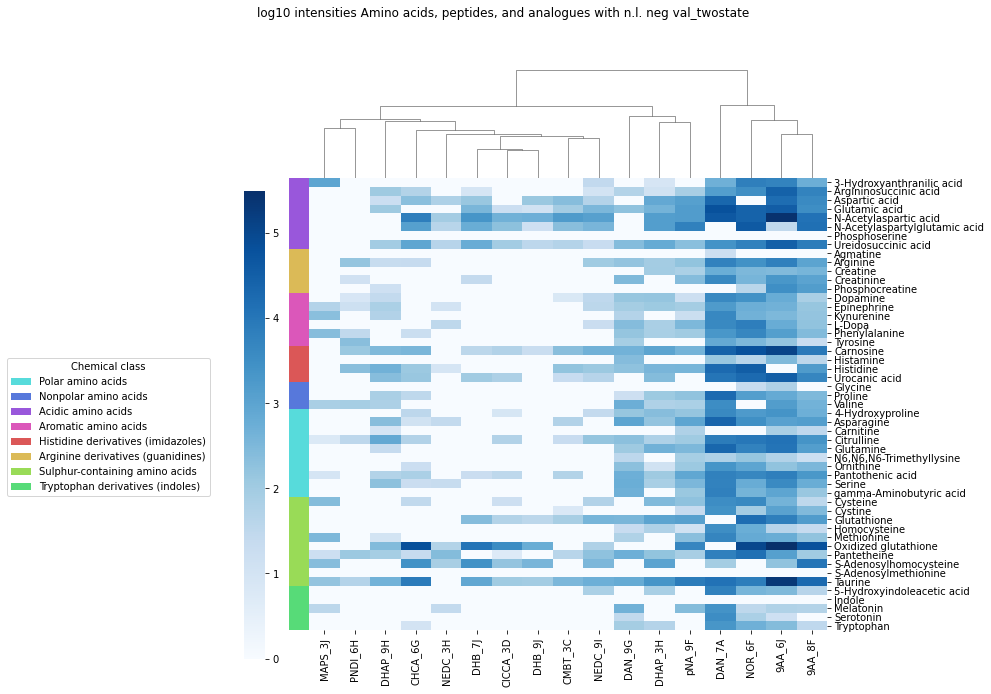 log10 intensities Amino acids, peptides, and analogues with n.l. neg val_twostate
3-Hydroxyanthranilic acid
Argininosuccinic acid
Aspartic acid
Glutamic acid
N-Acetylaspartic acid
N-Acetylaspartylglutamic acid
Phosphoserine
Ureidosuccinic acid
Agmatine
Arginine
Creatine
Creatinine
Phosphocreatine
Dopamine
Epinephrine
Kynurenine
L-Dopa
Phenylalanine
Tyrosine
Carnosine
Histamine
Histidine
Urocanic acid
Glycine
Proline
Valine
4-Hydroxyproline
Asparagine
Carnitine
Citrulline
Glutamine
N6,N6,N6-Trimethyllysine
Ornithine
Pantothenic acid
Serine
gamma-Aminobutyric acid
Cysteine
Cystine
Glutathione
Homocysteine
Methionine
Oxidized glutathione
Pantetheine
S-Adenosylhomocysteine
S-Adenosylmethionine
Taurine
5-Hydroxyindoleacetic acid
Indole
Melatonin
Serotonin
Tryptophan
5
4
3
2
1
0
Chemical class
Polar amino acids
Nonpolar amino acids
Acidic amino acids
Aromatic amino acids
Histidine derivatives (imidazoles)
Arginine derivatives (guanidines)
Sulphur-containing amino acids
Tryptophan derivatives (indoles)
MAPS_3J
PNDI_6H
DHAP_9H
CHCA_6G
NEDC_3H
DHB_7J
CICCA_3D
DHB_9J
CMBT_3C
NEDC_9I
DAN_9G
DHAP_3H
pNA_9F
DAN_7A
NOR_6F
9AA_6J
9AA_8F